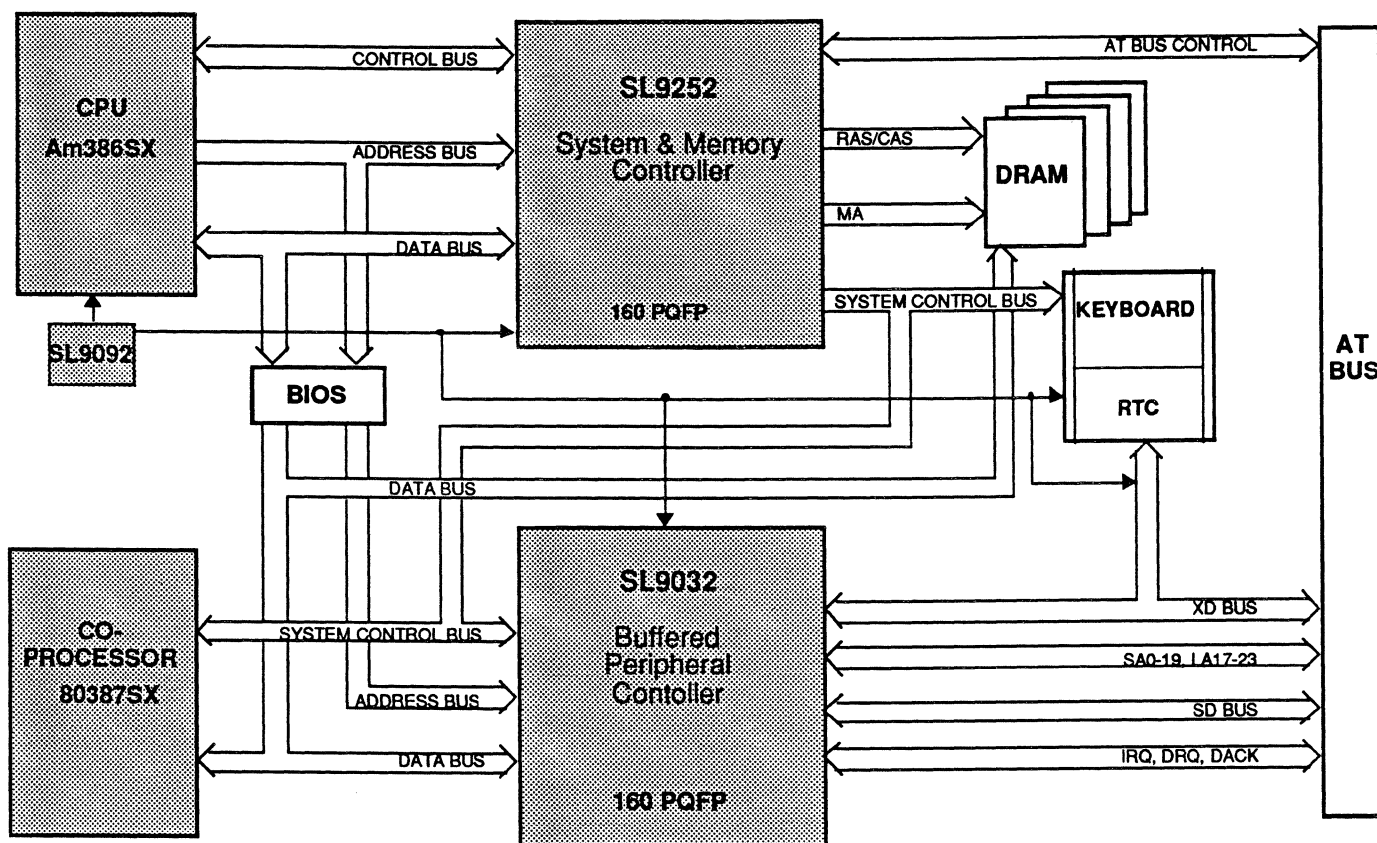 CONTROL BUS
AT BUS CONTROL
CPU
Am386SX
SL9252
System & Memory
Controller
160 PQFP
ADDRESS BUS
RAS/CAS
DRAM
MA
DATA BUS
SYSTEM CONTROL BUS
KEYBOARD
RTC
AT
BUS
SL9092
BIOS
DATA BUS
CO-
PROCESSOR
80387SX
SL9032
Buffered
Peripheral
Contoller
160 PQFP
SYSTEM CONTROL BUS
ADDRESS BUS
DATA BUS
XD BUS
SA0-19, LA17-23
SD BUS
IRQ, DRQ, DACK